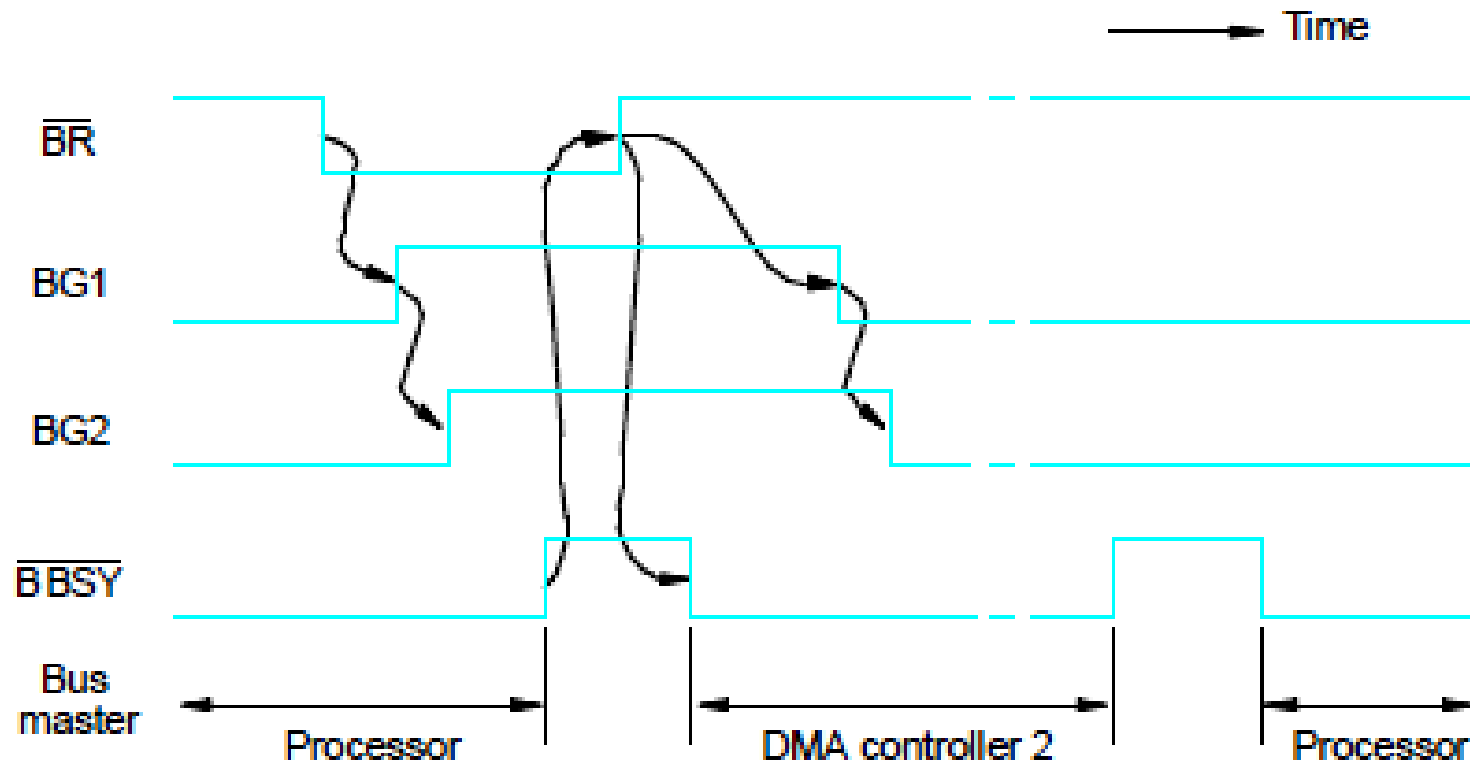 Time
BR
BG1
BG2
BBSY
Bus
master
Processor
DMA controller 2
Processor